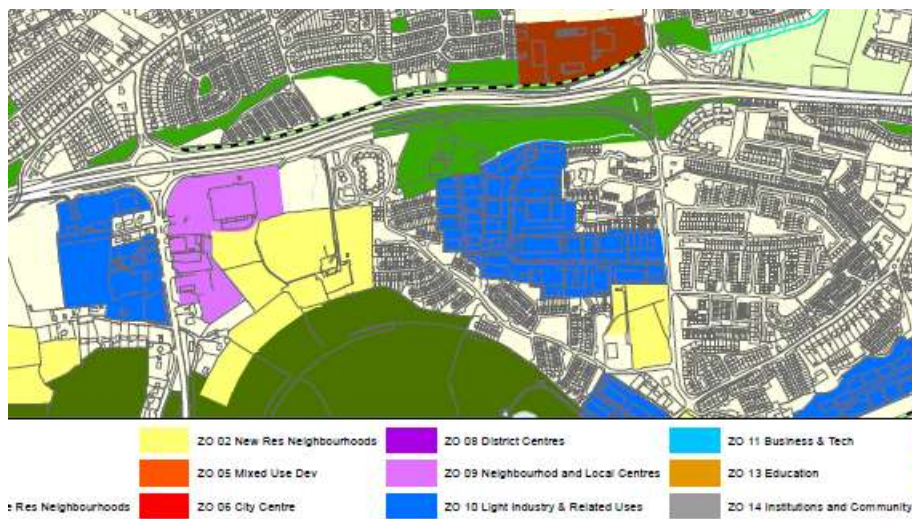 ZO 02 New Res Neighbourhoods
ZO 08 District Centres
ZO 11 Business & Tech
ZO 05 Mixed Use Dev
ZO 09 Neighbourhod and Local Centres
ZO 13 Education
e Res Neighbourhoods
ZO 06 City Centre
ZO 10 Light Industry & Related Uses
ZO 14 Institutions and Community